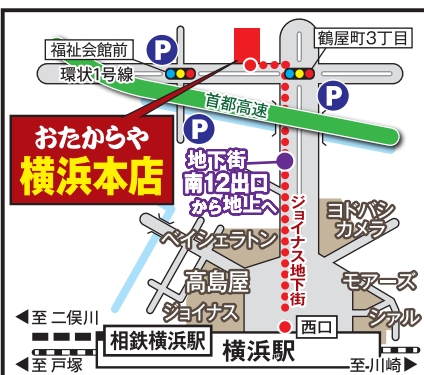 福祉会館前
P
鶴屋町3丁目
環状1号線
P
首都高速
P
おたからや
横浜本店
地下街
南12出口
から地上へ
ジョイナス地下街
ヨドバシ
カメラ
ベイシェラトン
高島屋
モアーズ
ジョイナス
シァル
西口
至 二俣川
相鉄横浜駅
横浜駅
至 戸塚
至 川崎